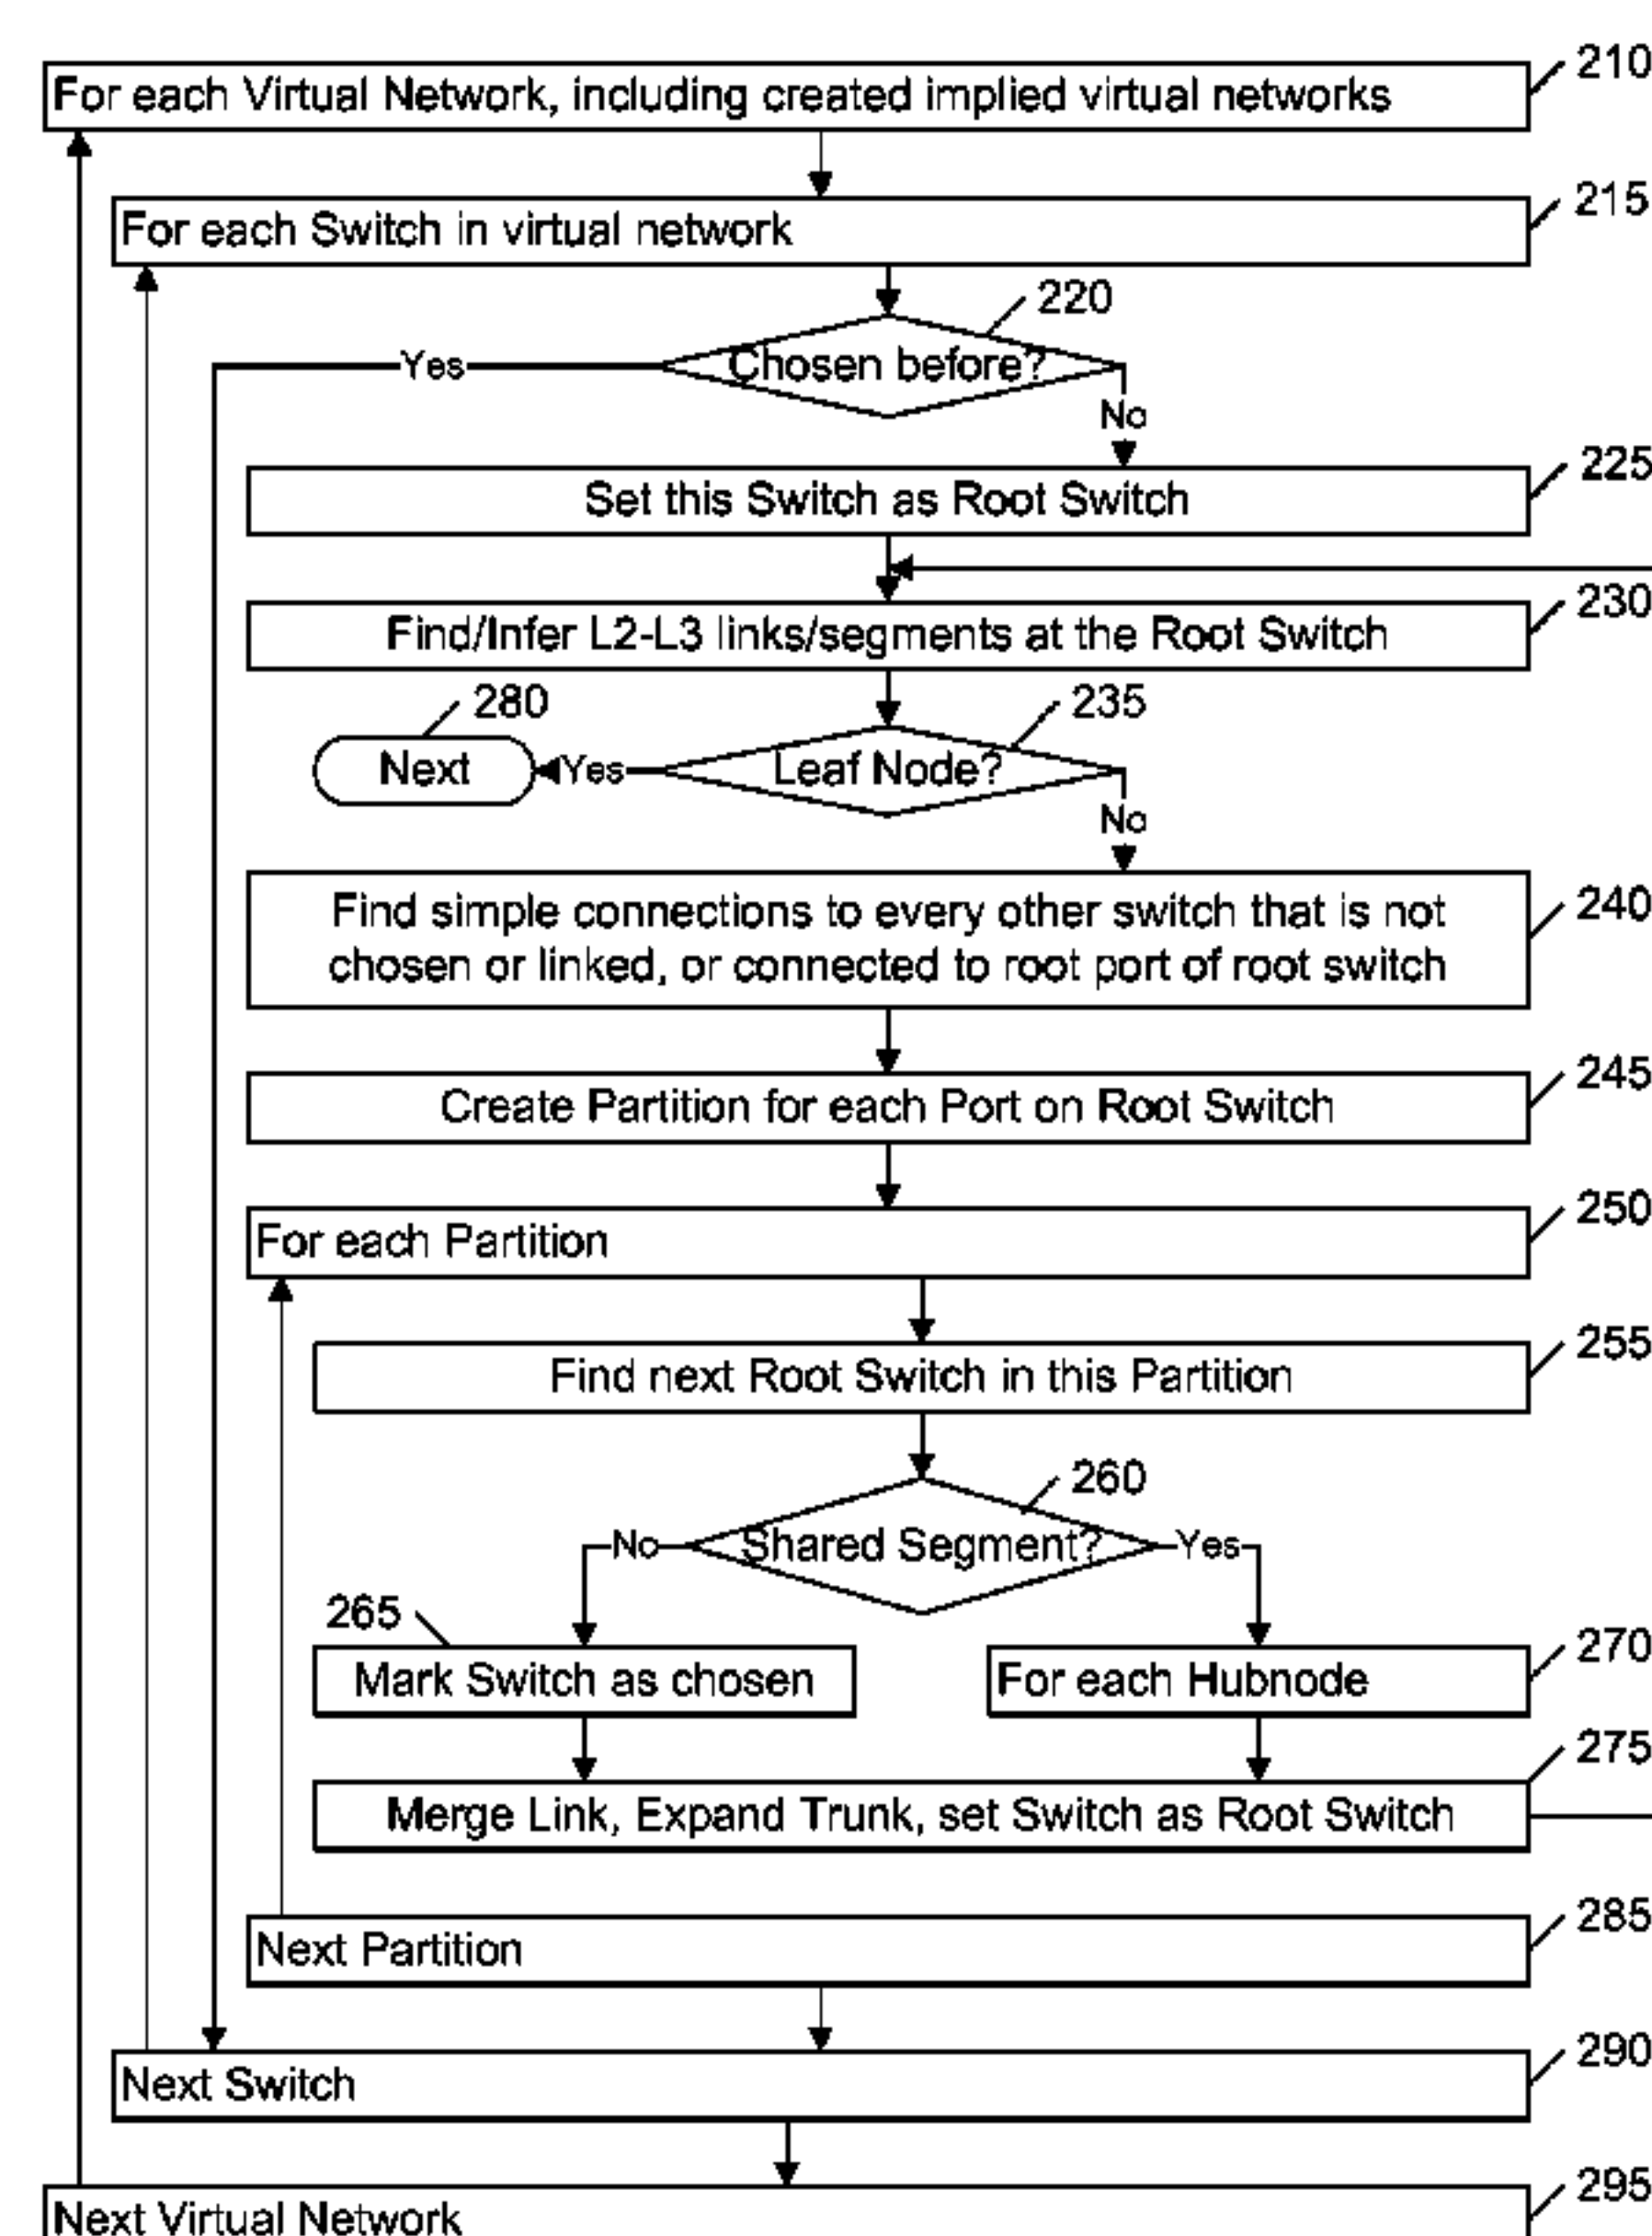 210
For each Virtual Network, including created implied virtual networks
215
For each Switch in virtual network
220
Chosen before?
Yes
No
225
Set this Switch as Root Switch
230
Find/Infer L2-L3 links/segments at the Root Switch
280
235
Next
Yes
Leaf Node?
No
240
Find simple connections to every other switch that is not
chosen or linked, or connected to root port of root switch
245
Create Partition for each Port on Root Switch
250
For each Partition
255
Find next Root Switch in this Partition
260
No
Shared Segment?
Yes
265
270
Mark Switch as chosen
For each Hubnode
275
Merge Link, Expand Trunk, set Switch as Root Switch
285
Next Partition
290
Next Switch
295
Next Virtual Network